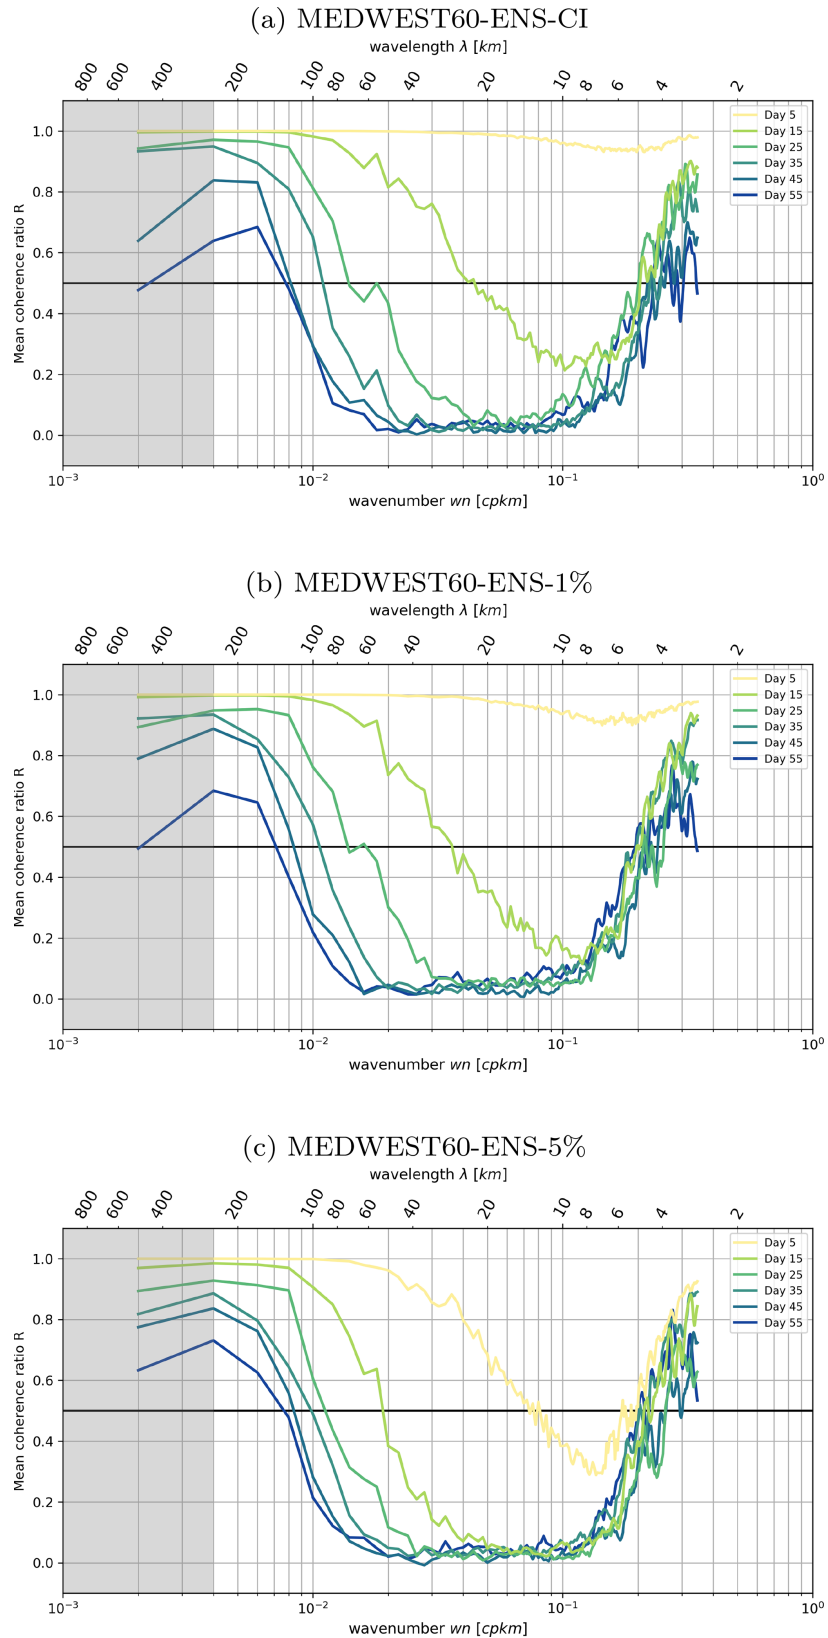 (a) MEDWEST60-ENS-CI
wavelength λ [km]
800 600 400 200 100 80 60 40 20 10 8 6 4 2
Day 5
Day 15
Day 25
Day 35
Day 45
Day 55
Mean coherence ratio R
1.0
0.8
0.6
0.4
0.2
0.0
10⁻³ 10⁻² 10⁻¹ 10⁰
wavenumber wn [cpkm]
(b) MEDWEST60-ENS-1%
wavelength λ [km]
800 600 400 200 100 80 60 40 20 10 8 6 4 2
Day 5
Day 15
Day 25
Day 35
Day 45
Day 55
Mean coherence ratio R
1.0
0.8
0.6
0.4
0.2
0.0
10⁻³ 10⁻² 10⁻¹ 10⁰
wavenumber wn [cpkm]
(c) MEDWEST60-ENS-5%
wavelength λ [km]
800 600 400 200 100 80 60 40 20 10 8 6 4 2
Day 5
Day 15
Day 25
Day 35
Day 45
Day 55
Mean coherence ratio R
1.0
0.8
0.6
0.4
0.2
0.0
10⁻³ 10⁻² 10⁻¹ 10⁰
wavenumber wn [cpkm]